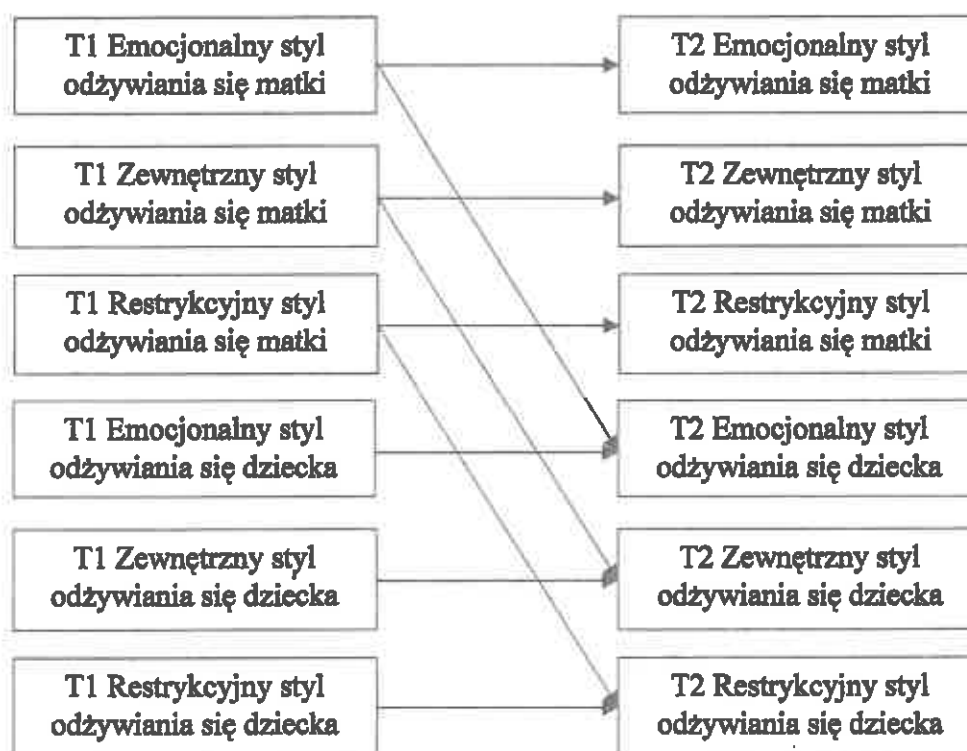 T1 Emocjonalny styl
odżywiania się matki
T2 Emocjonalny styl
odżywiania się matki
T1 Zewnętrzny styl
odżywiania się matki
T2 Zewnętrzny styl
odżywiania się matki
T1 Restrykcyjny styl
odżywiania się matki
T2 Restrykcyjny styl
odżywiania się matki
T1 Emocjonalny styl
odżywiania się dziecka
T2 Emocjonalny styl
odżywiania się dziecka
T1 Zewnętrzny styl
odżywiania się dziecka
T2 Zewnętrzny styl
odżywiania się dziecka
T1 Restrykcyjny styl
odżywiania się dziecka
T2 Restrykcyjny styl
odżywiania się dziecka